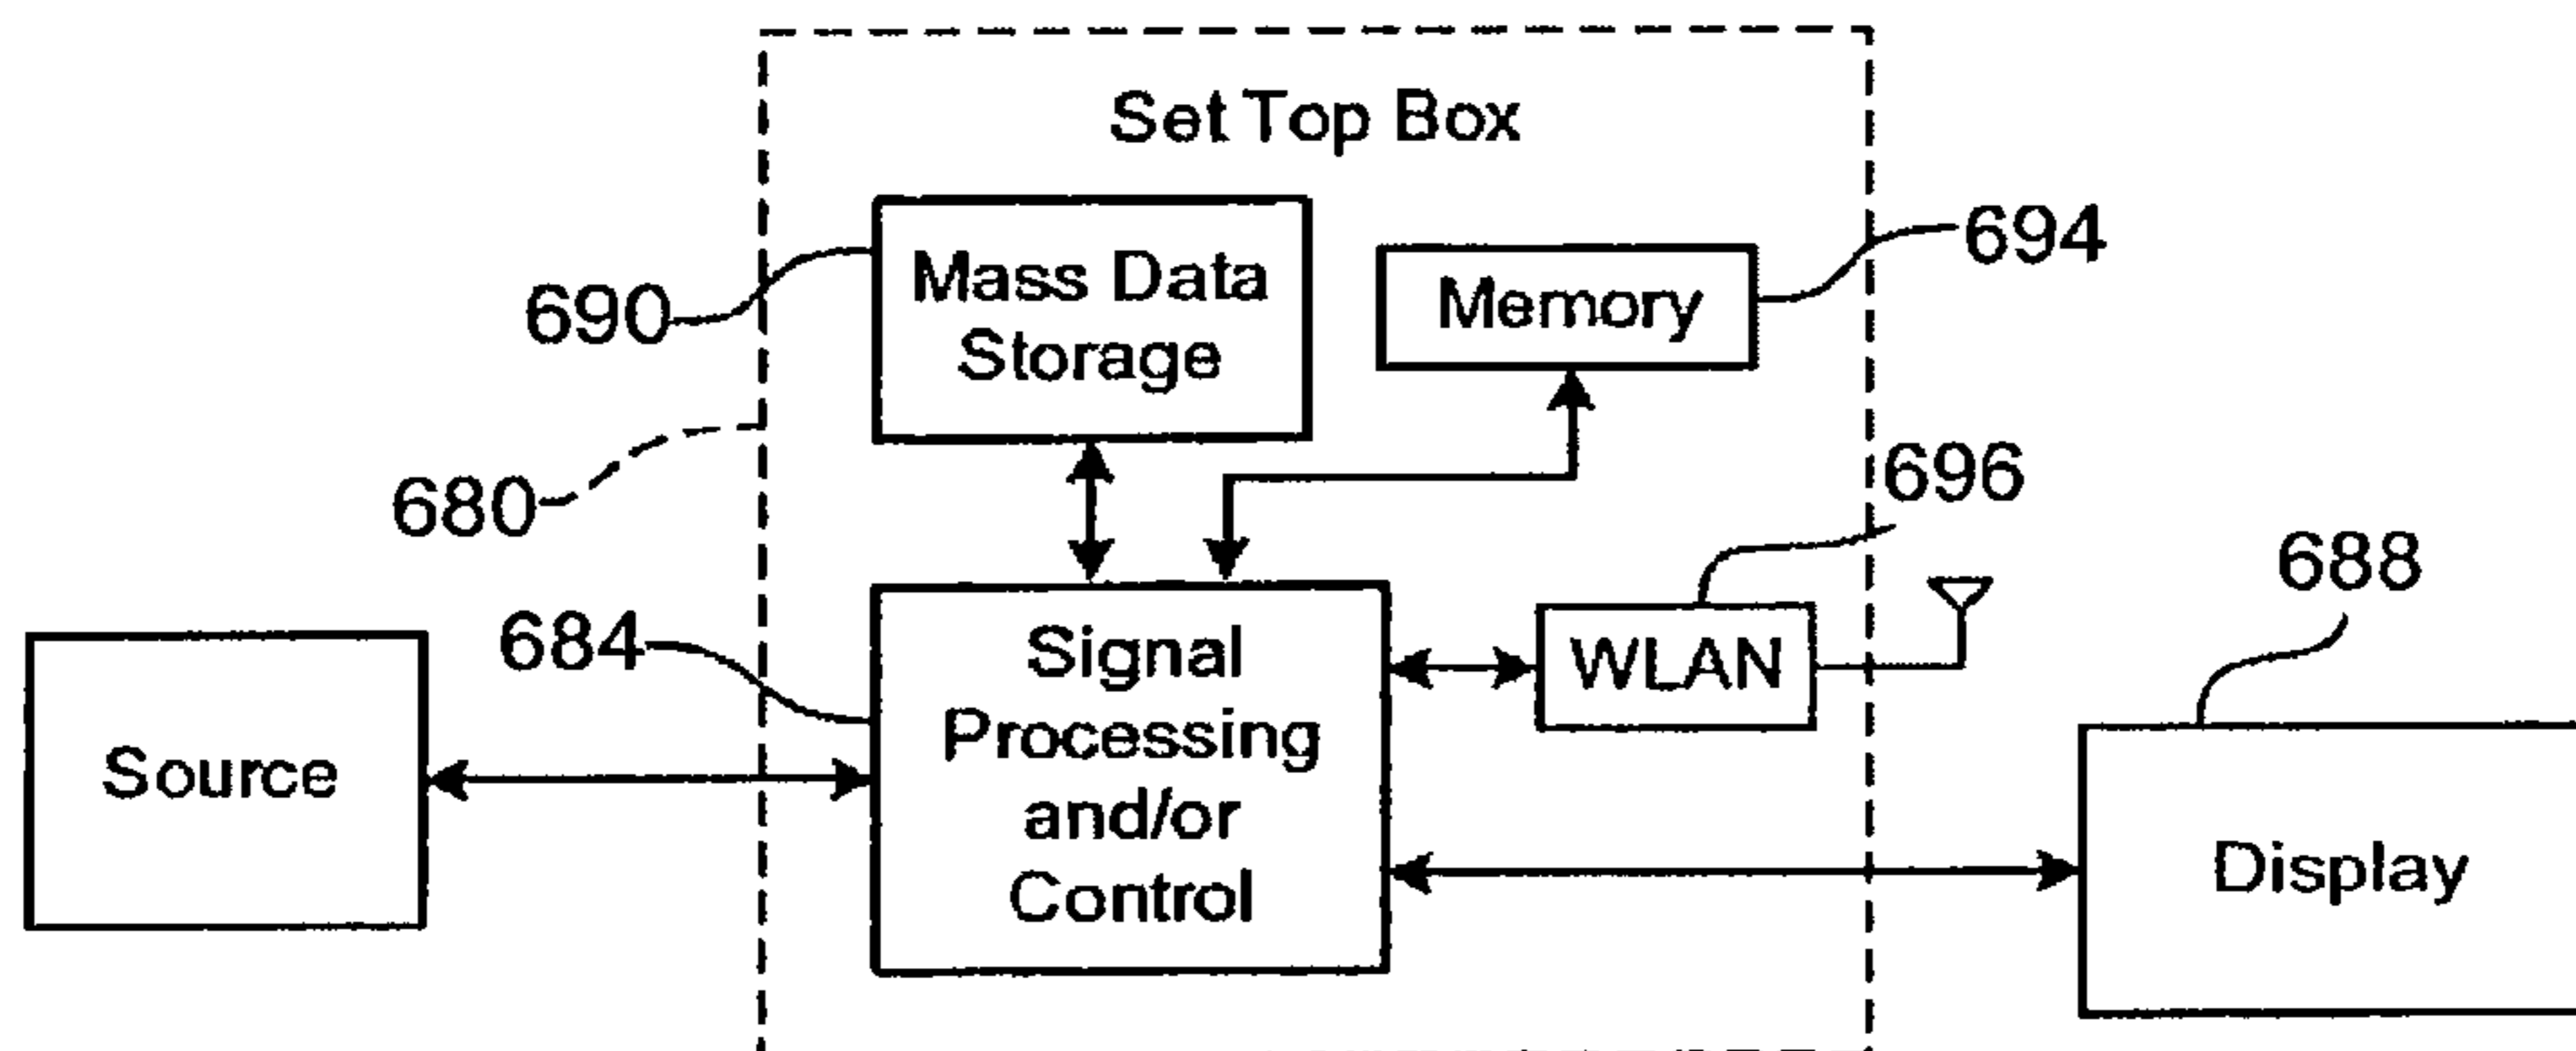 Set Top Box
690
Mass Data
Storage
Memory
694
680
696
688
684
Source
Signal
Processing
and/or
Control
WLAN
Display